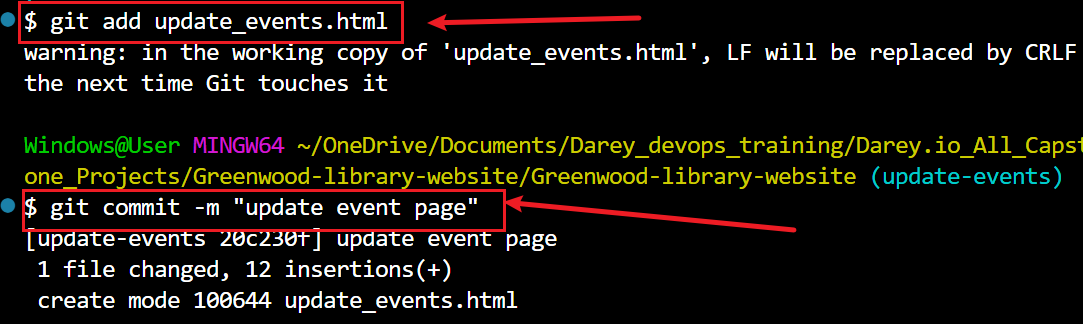 $ git add update_events.html
warning: in the working copy of 'update_events.html', LF will be replaced by CRLF
the next time Git touches it
Windows@User MINGW64 ~/OneDrive/Documents/Darey_devops_training/Darey.io_All_Capst
one_Projects/Greenwood-library-website/Greenwood-library-website (update-events)
$ git commit -m "update event page"
[update-events 20c230f] update event page
1 file changed, 12 insertions(+)
create mode 100644 update_events.html